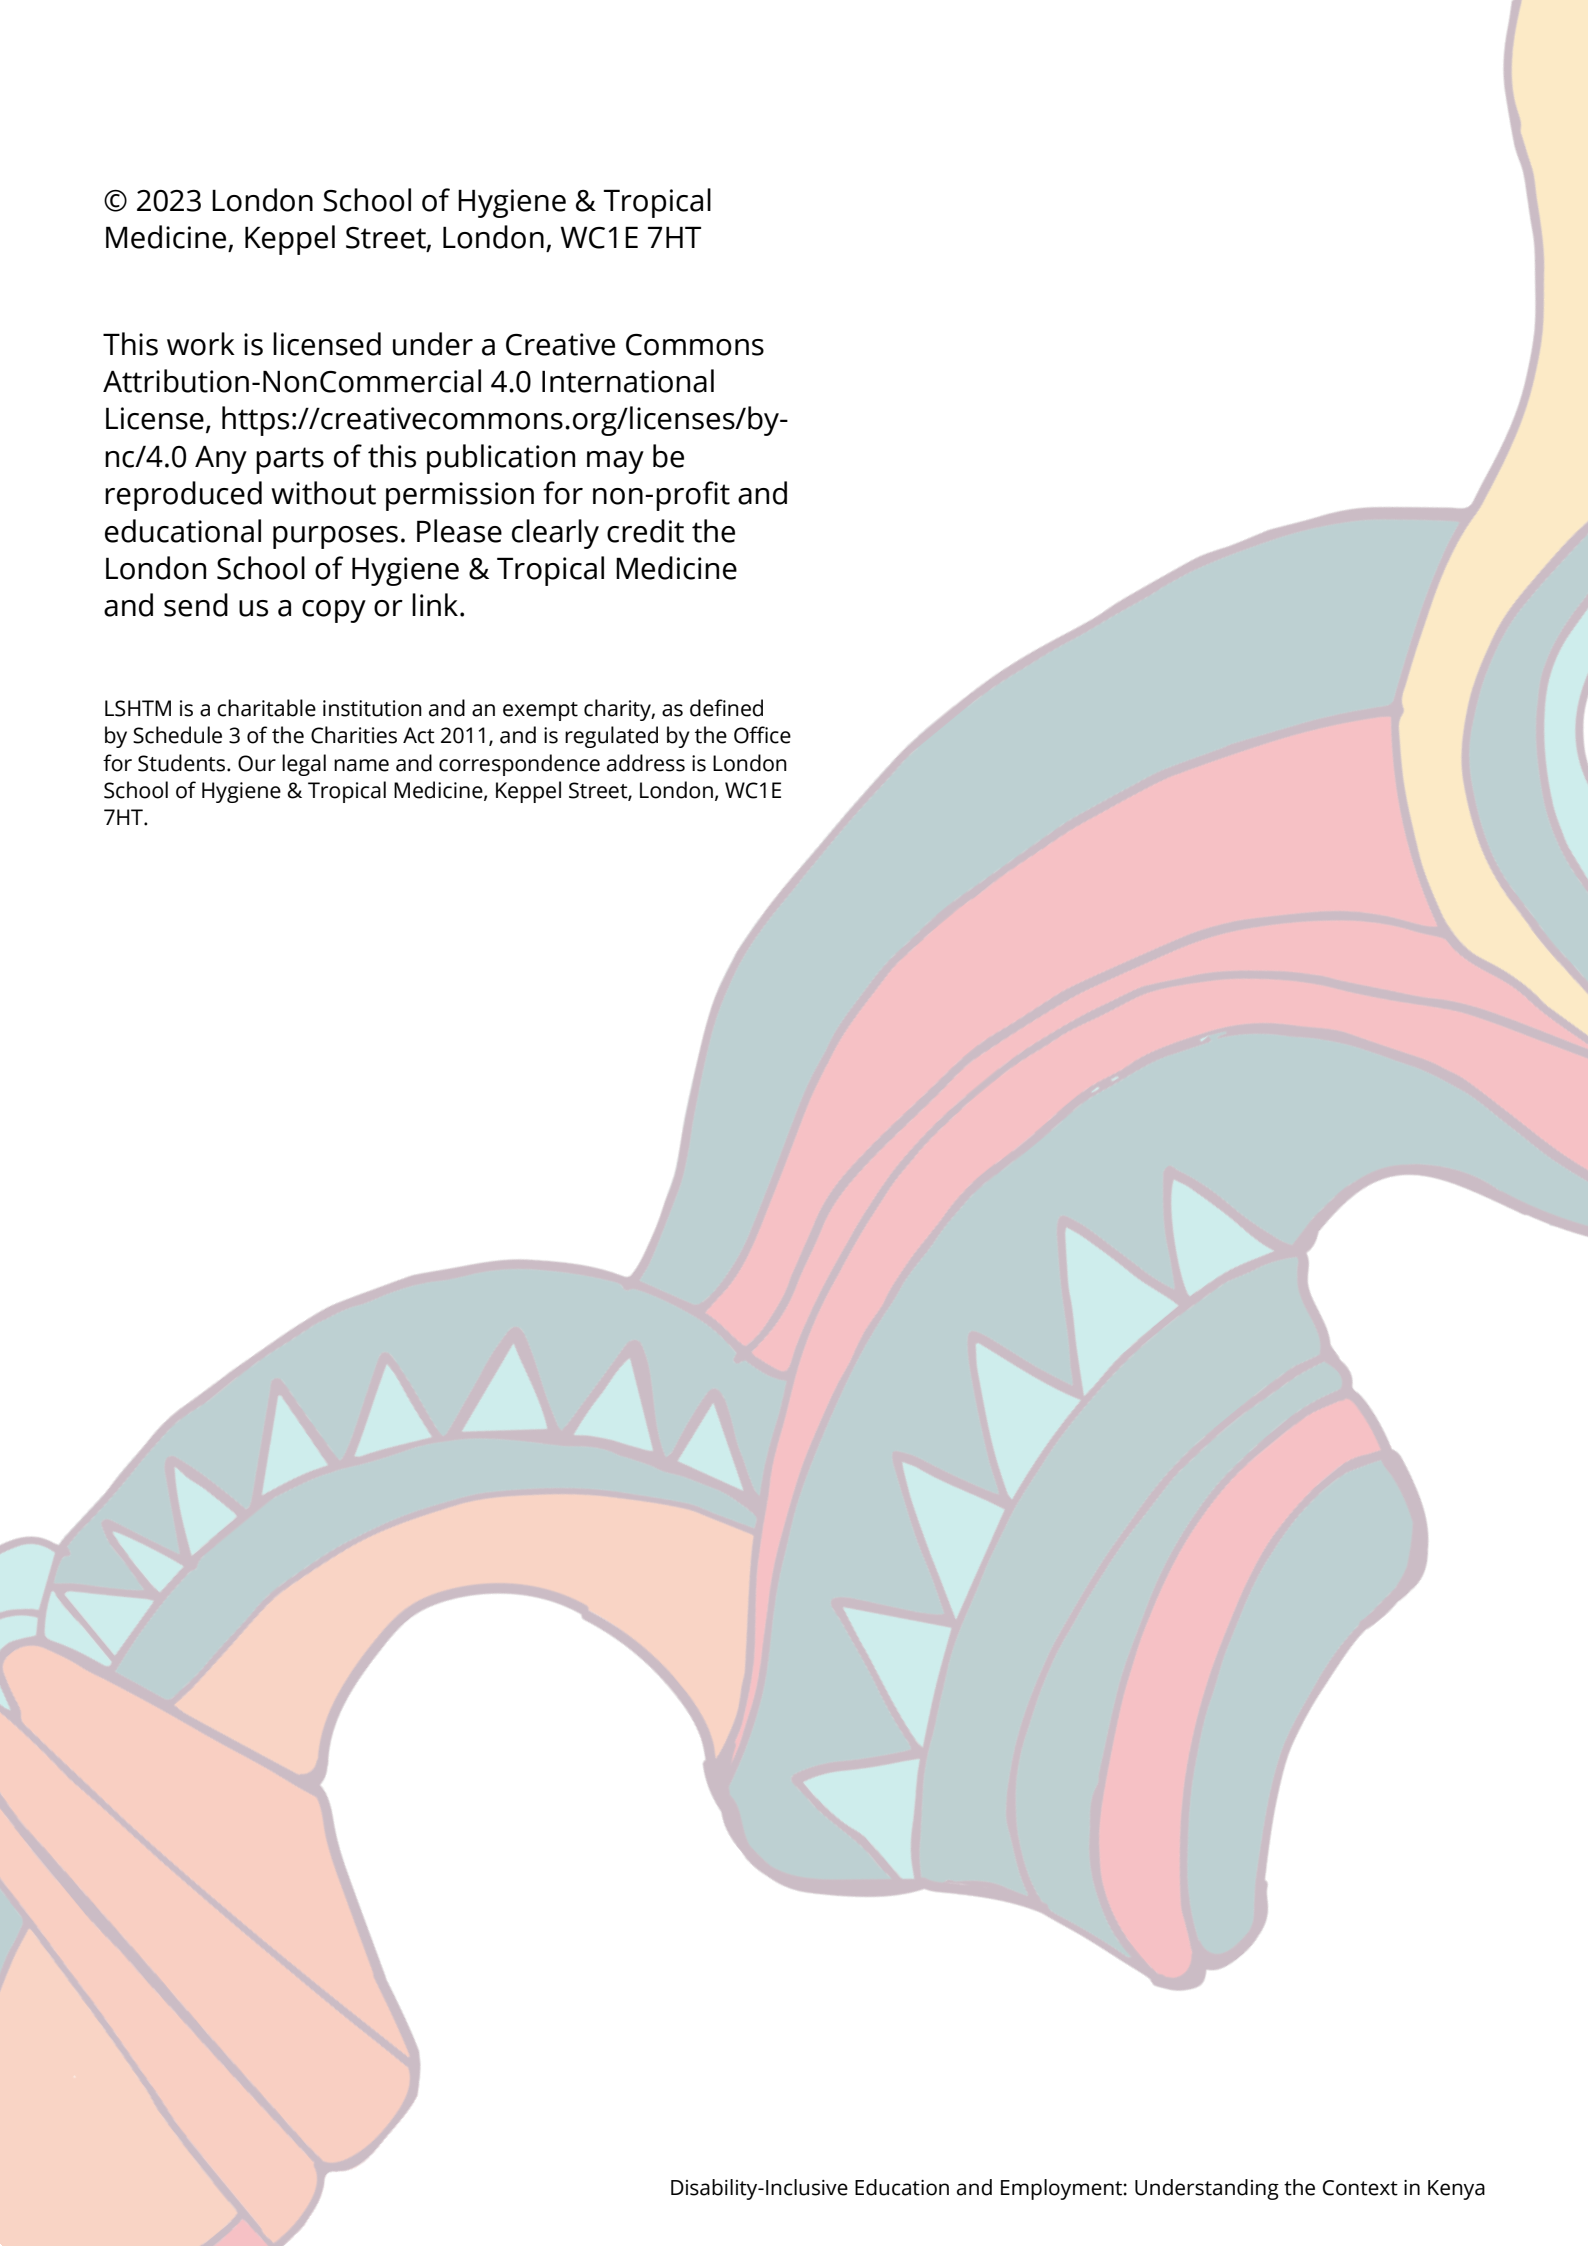 © 2023 London School of Hygiene & Tropical
Medicine, Keppel Street, London, WC1E 7HT
This work is licensed under a Creative Commons
Attribution-NonCommercial 4.0 International
License, https://creativecommons.org/licenses/by-
nc/4.0 Any parts of this publication may be
reproduced without permission for non-profit and
educational purposes. Please clearly credit the
London School of Hygiene & Tropical Medicine
and send us a copy or link.
LSHTM is a charitable institution and an exempt charity, as defined
by Schedule 3 of the Charities Act 2011, and is regulated by the Office
for Students. Our legal name and correspondence address is London
School of Hygiene & Tropical Medicine, Keppel Street, London, WC1E
7HT.
Disability-Inclusive Education and Employment: Understanding the Context in Kenya